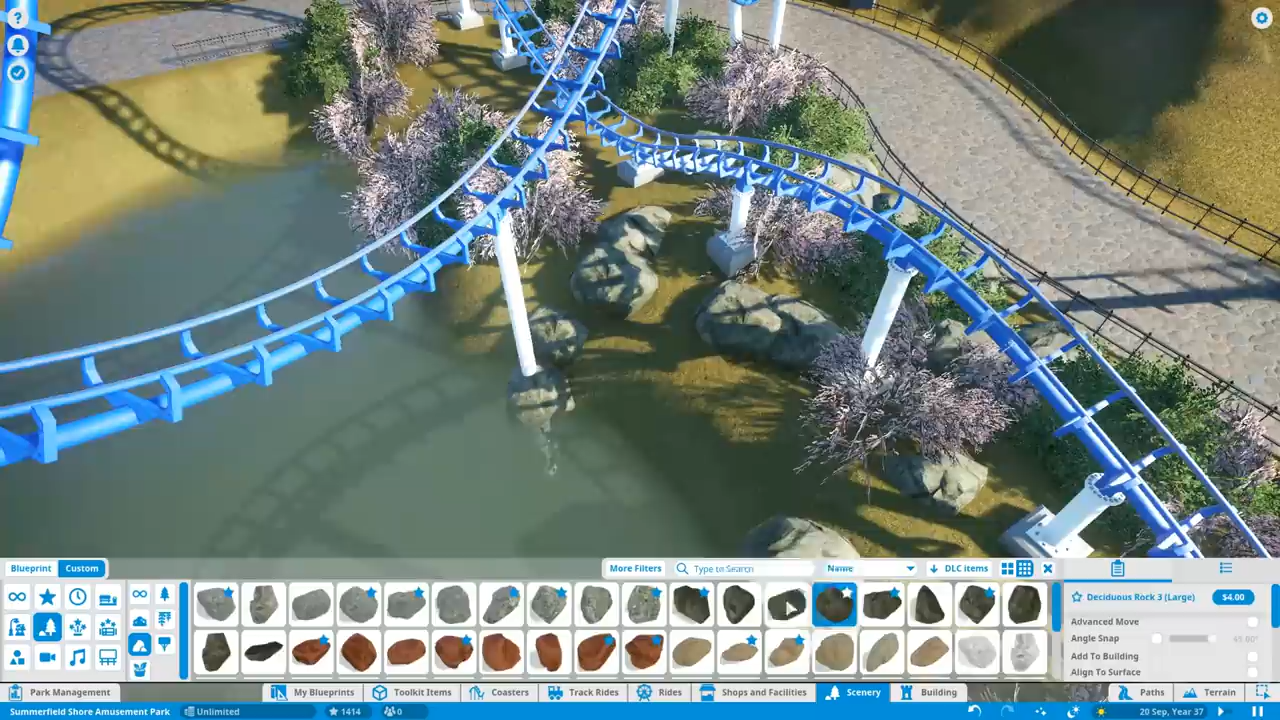 ?
Blueprint
Custom
More Filters
Type to Search
Name
DLC items
Deciduous Rock 3 (Large)
$4.00
Advanced Move
Angle Snap
Add To Building
Align To Surface
Park Management
My Blueprints
Toolkit Items
Coasters
Track Rides
Rides
Shops and Facilities
Scenery
Building
Paths
Terrain
Summerfield Shore Amusement Park
Unlimited
1414
0
20 Sep, Year 37